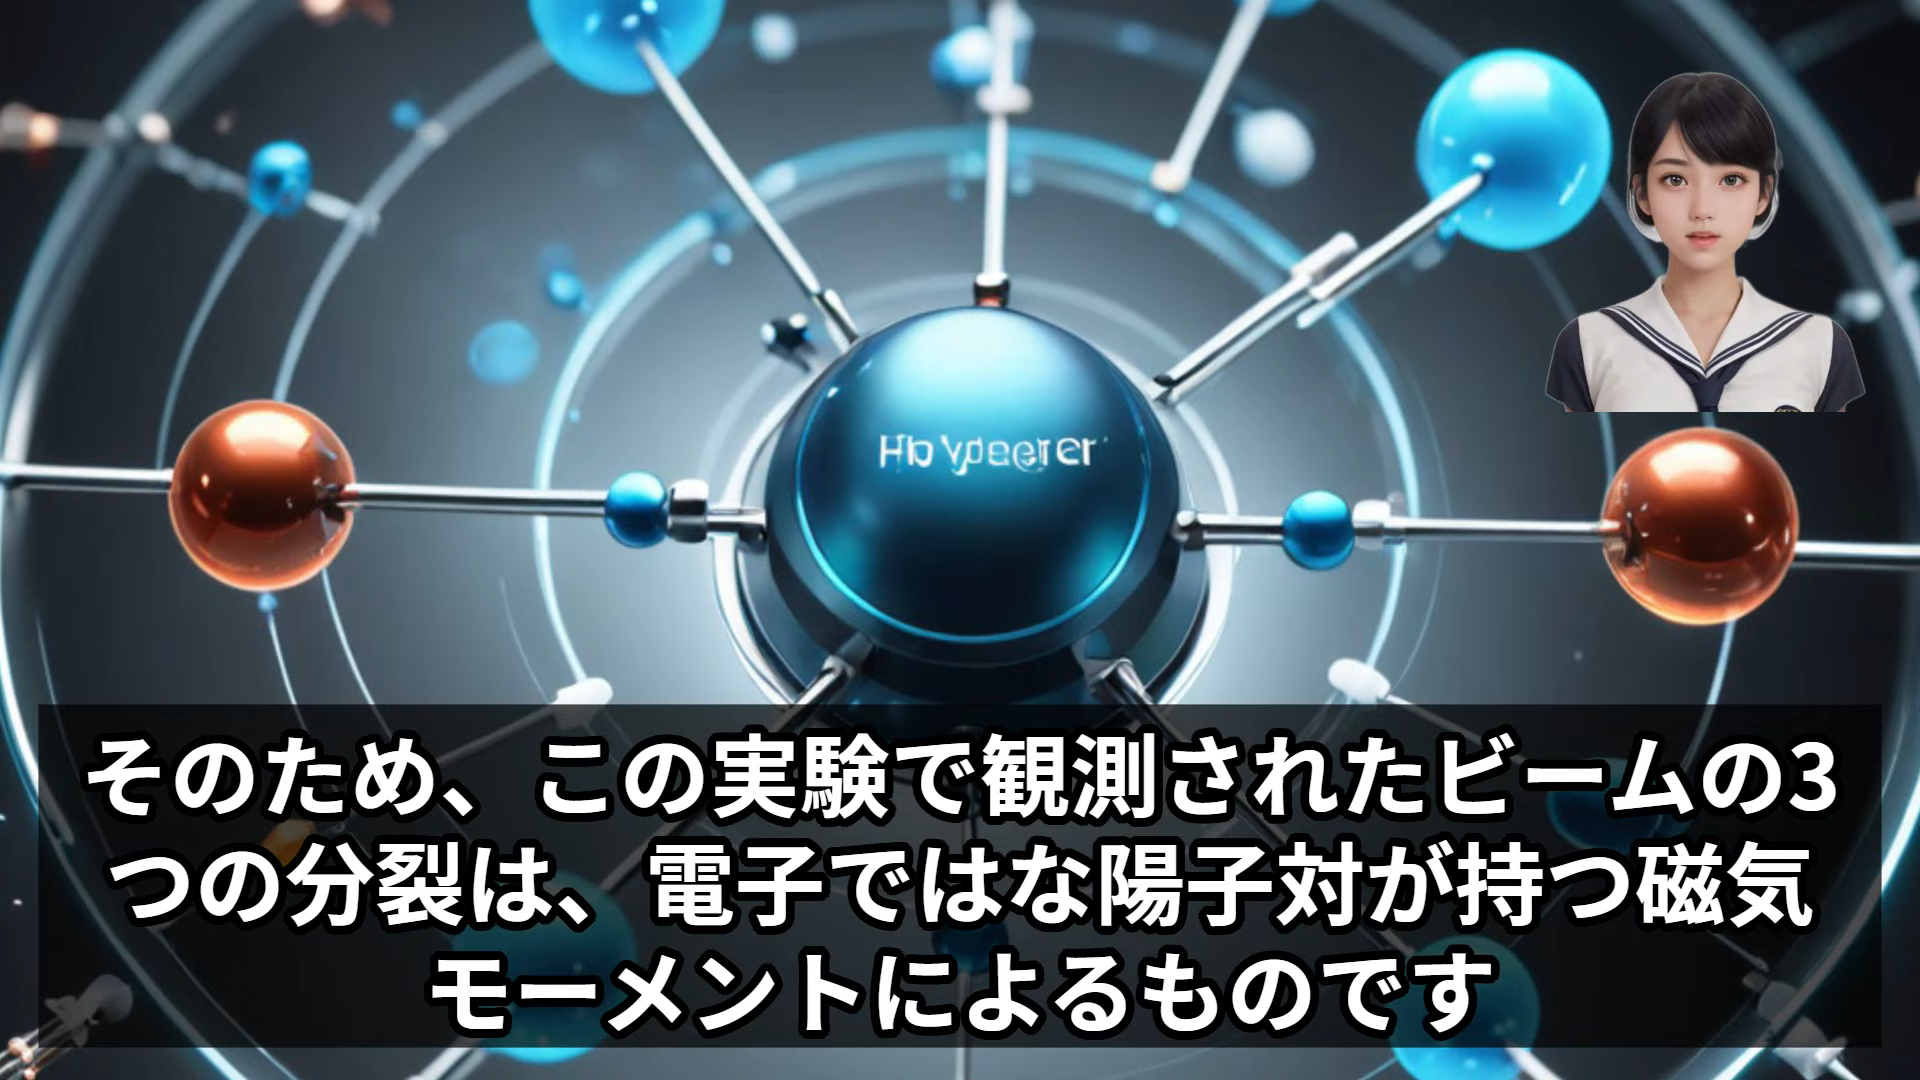 そのため、この実験で観測されたビームの3
つの分裂は、電子ではな陽子対が持つ磁気
モーメントによるものです